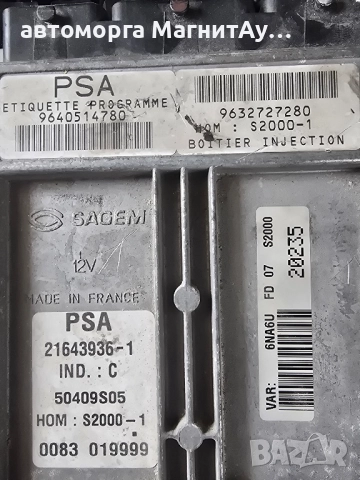 автоморга МагнитАу...
PSA
ETIQUETTE PROGRAMME
9640514780
9632727280
HOM : S2000-1
BOITIER INJECTION
SAGEM
12V
MADE IN FRANCE
PSA
21643936-1
IND. : C
50409S05
HOM : S2000-1
0083 019999
VAR: 6NA6U FD 07 S2000
20235
BAZAR